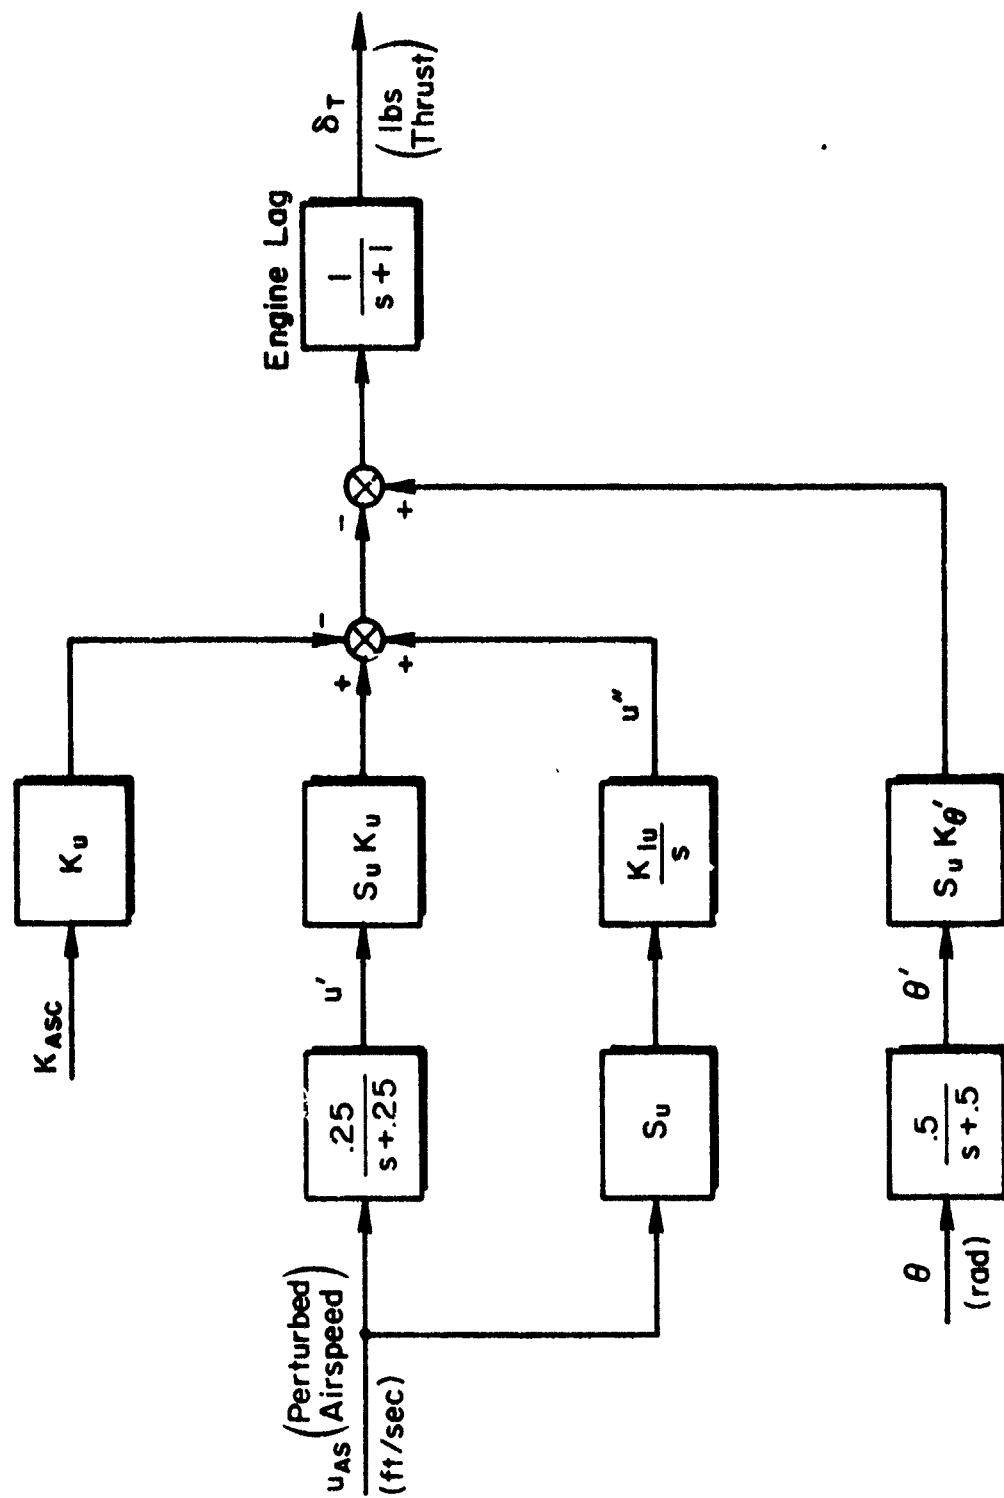 K_ASC
K_u
u_AS (Perturbed
Airspeed)
(ft/sec)
.25
s+.25
u'
S_u K_u
+
-
+
-
+
Engine Lag
1
s + 1
δ_T
(lbs
Thrust)
S_u
K_Iu
s
u"
θ
(rad)
.5
s+.5
θ'
S_u K_θ'